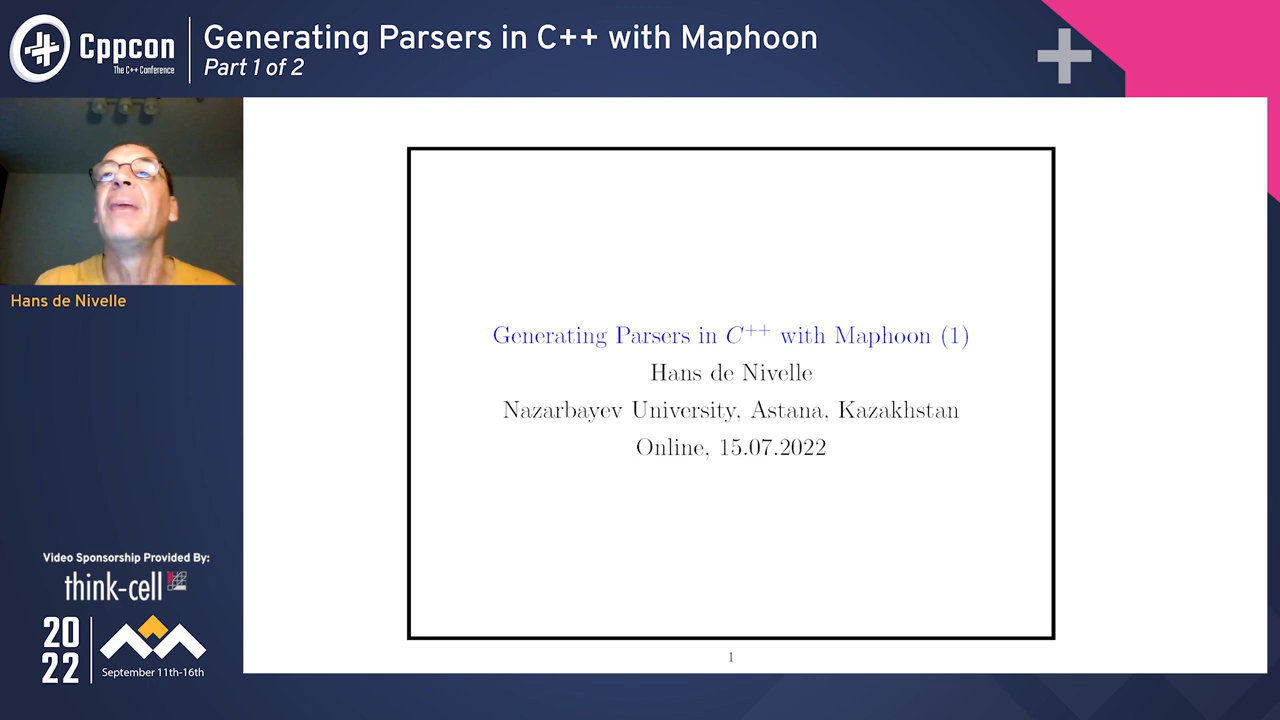 Cppcon
The C++ Conference
Generating Parsers in C++ with Maphoon
Part 1 of 2
Hans de Nivelle
Generating Parsers in C++ with Maphoon (1)
Hans de Nivelle
Nazarbayev University, Astana, Kazakhstan
Online, 15.07.2022
1
Video Sponsorship Provided By:
think-cell
20
22
September 11th-16th